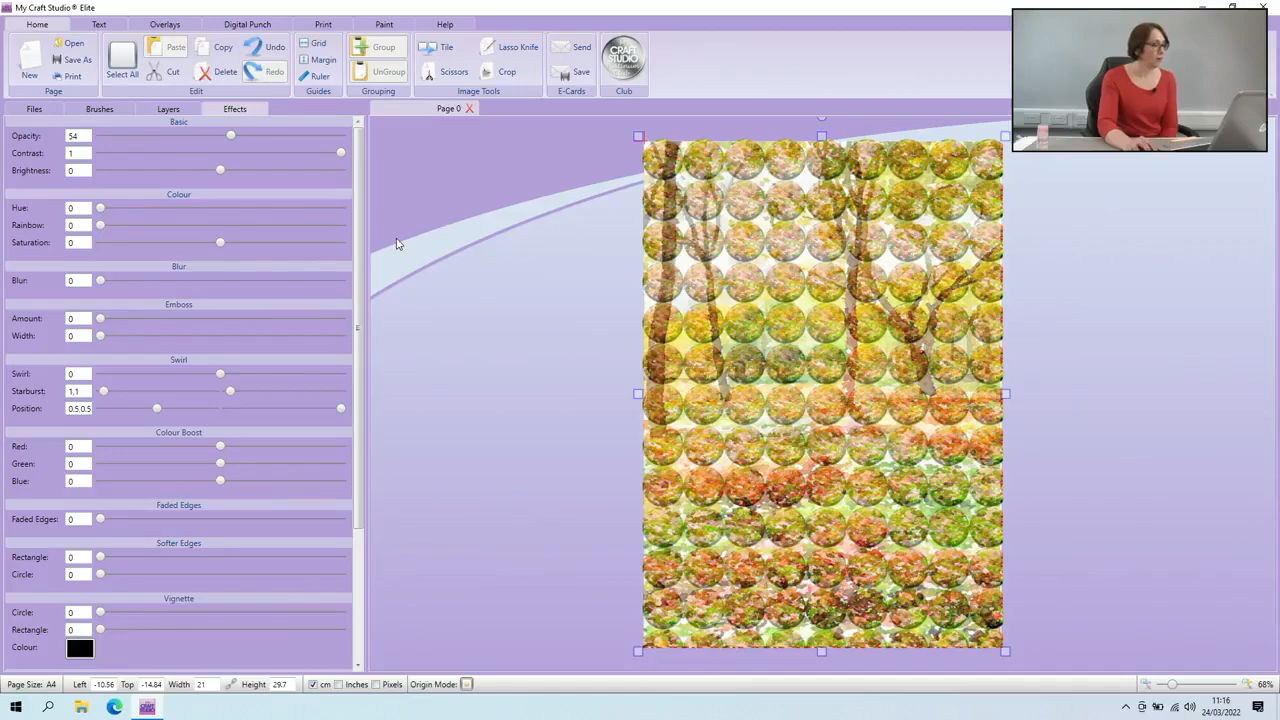 My Craft Studio® Elite
Home Text Overlays Digital Punch Print Paint Help
New Open Save As Print Page
Select All Paste Copy Undo Cut Delete Redo Edit
Grid Margin Ruler Guides
Group UnGroup Grouping
Tile Lasso Knife Scissors Crop Image Tools
Send Save E-Cards
CRAFT STUDIO Club
Files Brushes Layers Effects Page 0
Basic
Opacity: 54
Contrast: 1
Brightness: 0
Colour
Hue: 0
Rainbow: 0
Saturation: 0
Blur
Blur: 0
Emboss
Amount: 0
Width: 0
Swirl
Swirl: 0
Starburst: 1,1
Position: 0.5,0.5
Colour Boost
Red: 0
Green: 0
Blue: 0
Faded Edges
Faded Edges: 0
Softer Edges
Rectangle: 0
Circle: 0
Vignette
Circle: 0
Rectangle: 0
Colour:
Page Size: A4 Left -10.56 Top -14.84 Width 21 Height 29.7 cm Inches Pixels Origin Mode: 68%
11:16
24/03/2022